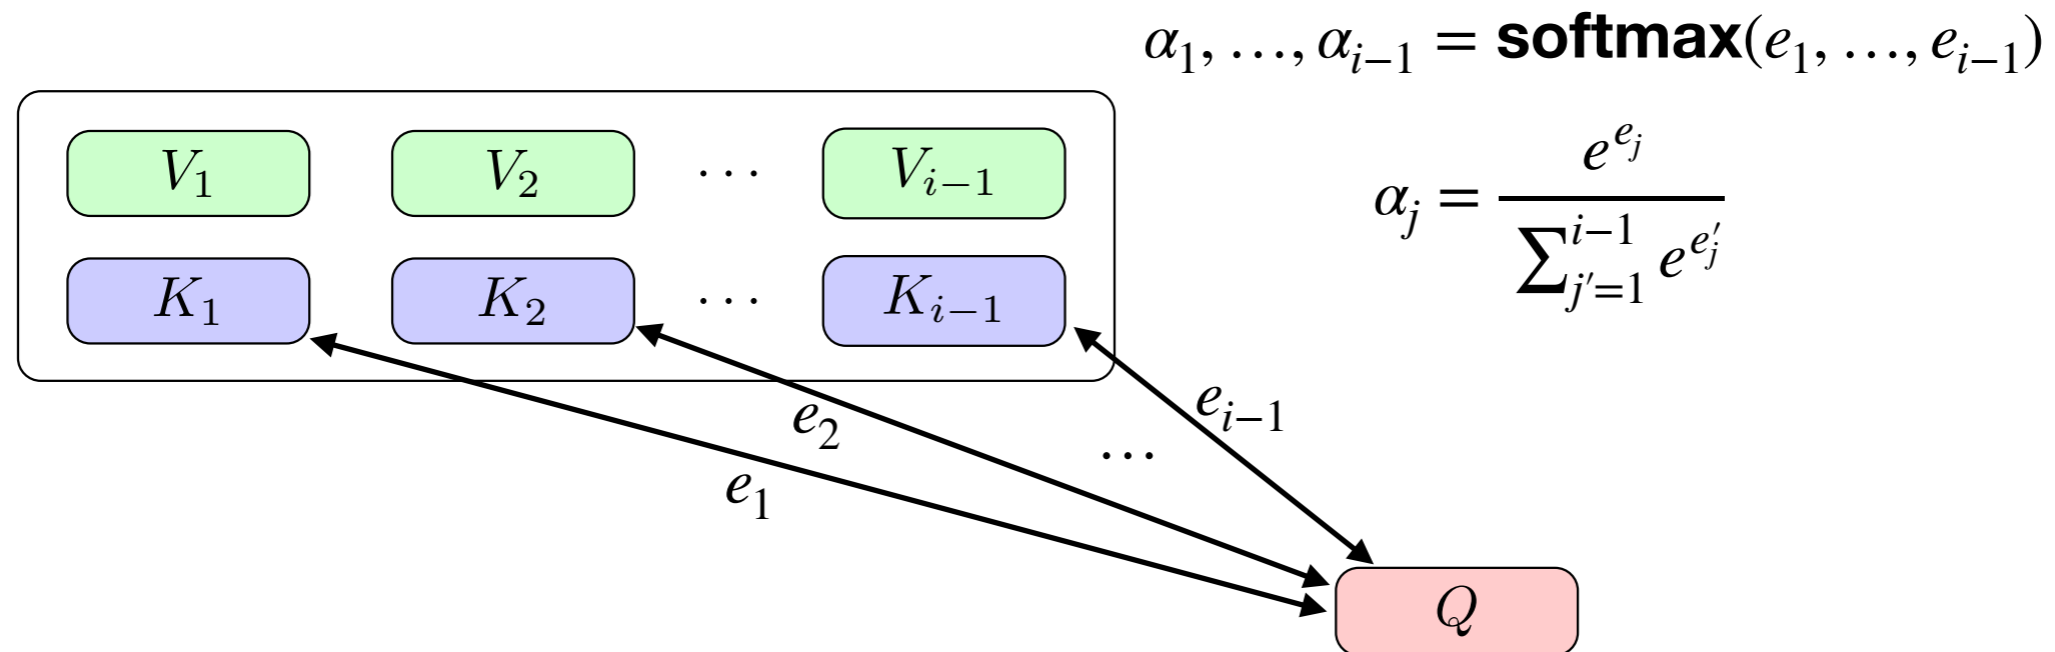 α₁, …, αᵢ₋₁ = softmax(e₁, …, eᵢ₋₁)
V₁ V₂ ⋯ Vᵢ₋₁
αⱼ = e^{eⱼ} / ∑_{j′=1}^{i−1} e^{e′ⱼ}
K₁ K₂ ⋯ Kᵢ₋₁
e₁
e₂
…
eᵢ₋₁
Q